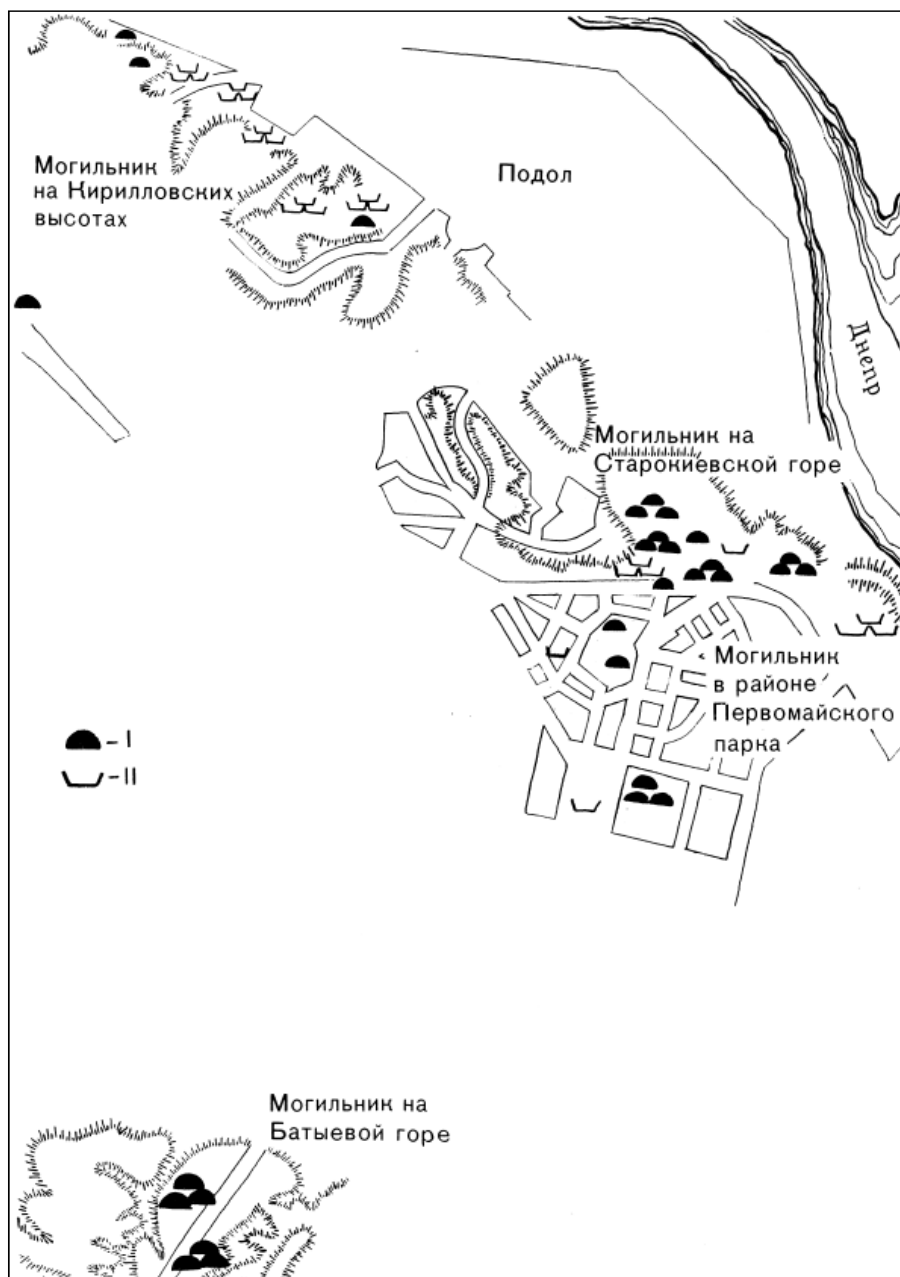 Могильник
на Кирилловских
высотах
Подол
Днепр
Могильник на
Старокиевской горе
Могильник
в районе
Первомайского
парка
-I
-II
Могильник на
Батыевой горе